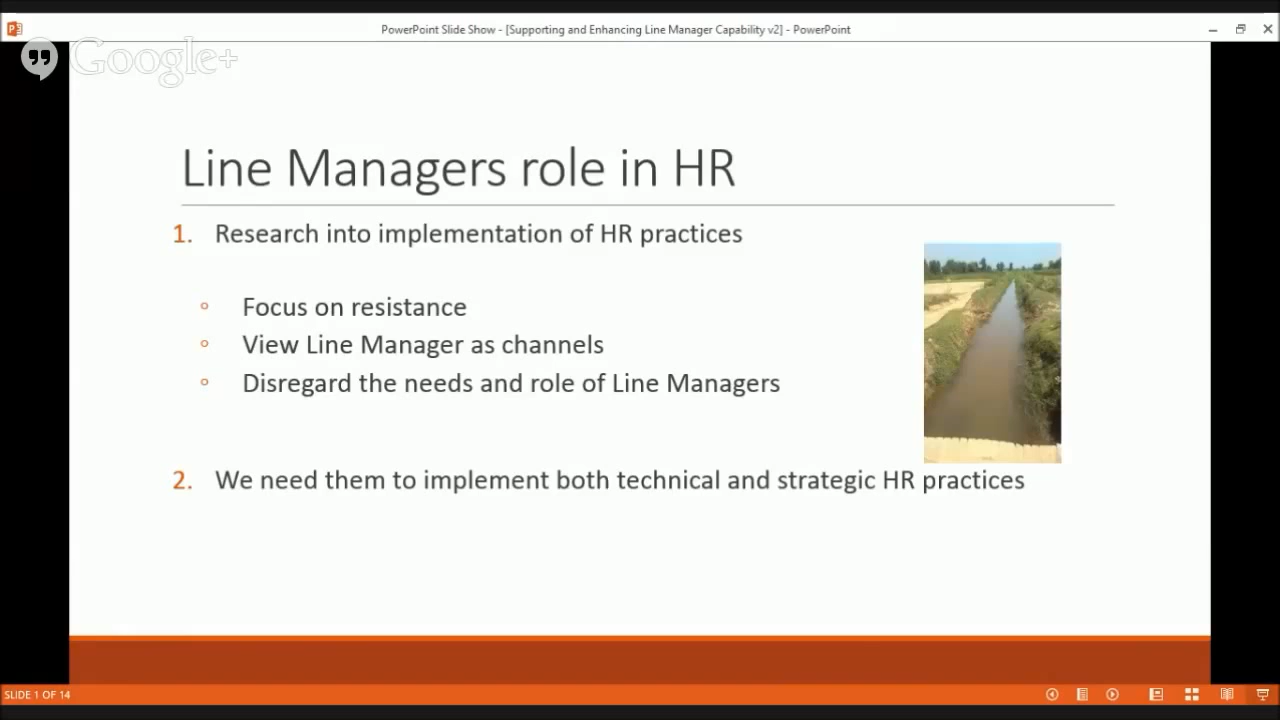 PowerPoint Slide Show - [Supporting and Enhancing Line Manager Capability v2] - PowerPoint
Google+
Line Managers role in HR
1. Research into implementation of HR practices
Focus on resistance
View Line Manager as channels
Disregard the needs and role of Line Managers
2. We need them to implement both technical and strategic HR practices
SLIDE 1 OF 14